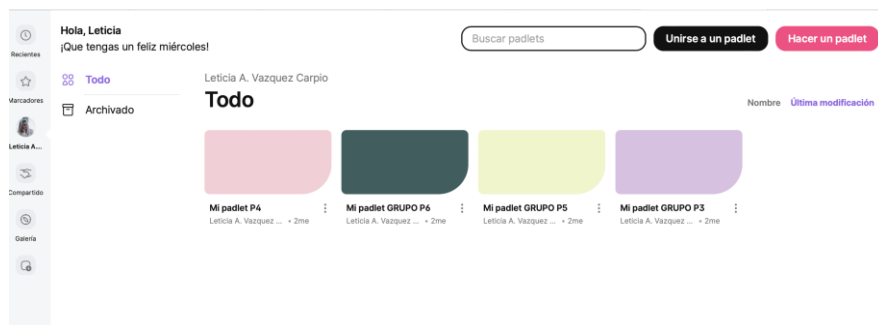 Recientes
Marcadores
Leticia A...
Compartido
Galería
Hola, Leticia
¡Que tengas un feliz miércoles!
Buscar padlets
Unirse a un padlet
Hacer un padlet
Todo
Archivado
Leticia A. Vazquez Carpio
Todo
Nombre
Última modificación
Mi padlet P4
Leticia A. Vazquez ... • 2me
Mi padlet GRUPO P6
Leticia A. Vazquez ... • 2me
Mi padlet GRUPO P5
Leticia A. Vazquez ... • 2me
Mi padlet GRUPO P3
Leticia A. Vazquez ... • 2me